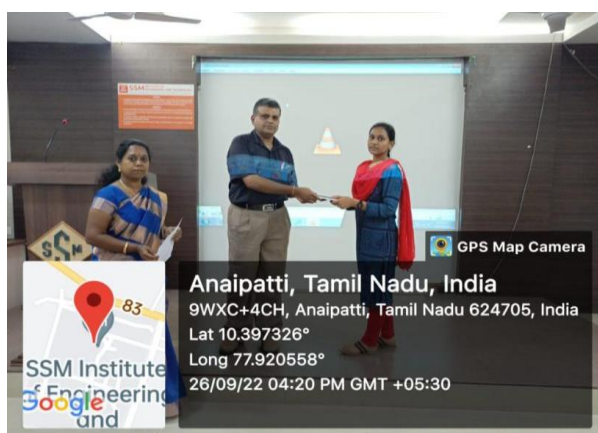 SSM
SSM
GPS Map Camera
Anaipatti, Tamil Nadu, India
9WXC+4CH, Anaipatti, Tamil Nadu 624705, India
Lat 10.397326°
Long 77.920558°
26/09/22 04:20 PM GMT +05:30
83
SSM Institute
of Engineering
and
Google